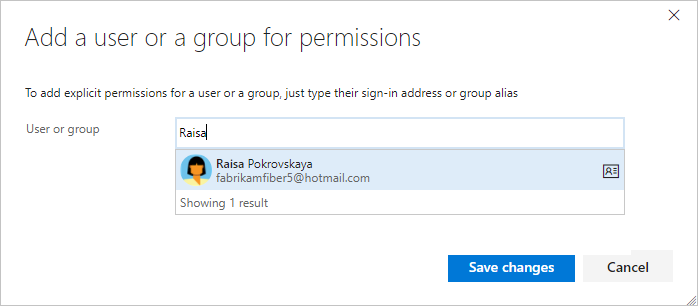 Add a user or a group for permissions
To add explicit permissions for a user or a group, just type their sign-in address or group alias
User or group
Raisa
Raisa Pokrovskaya
fabrikamfiber5@hotmail.com
Showing 1 result
Save changes
Cancel